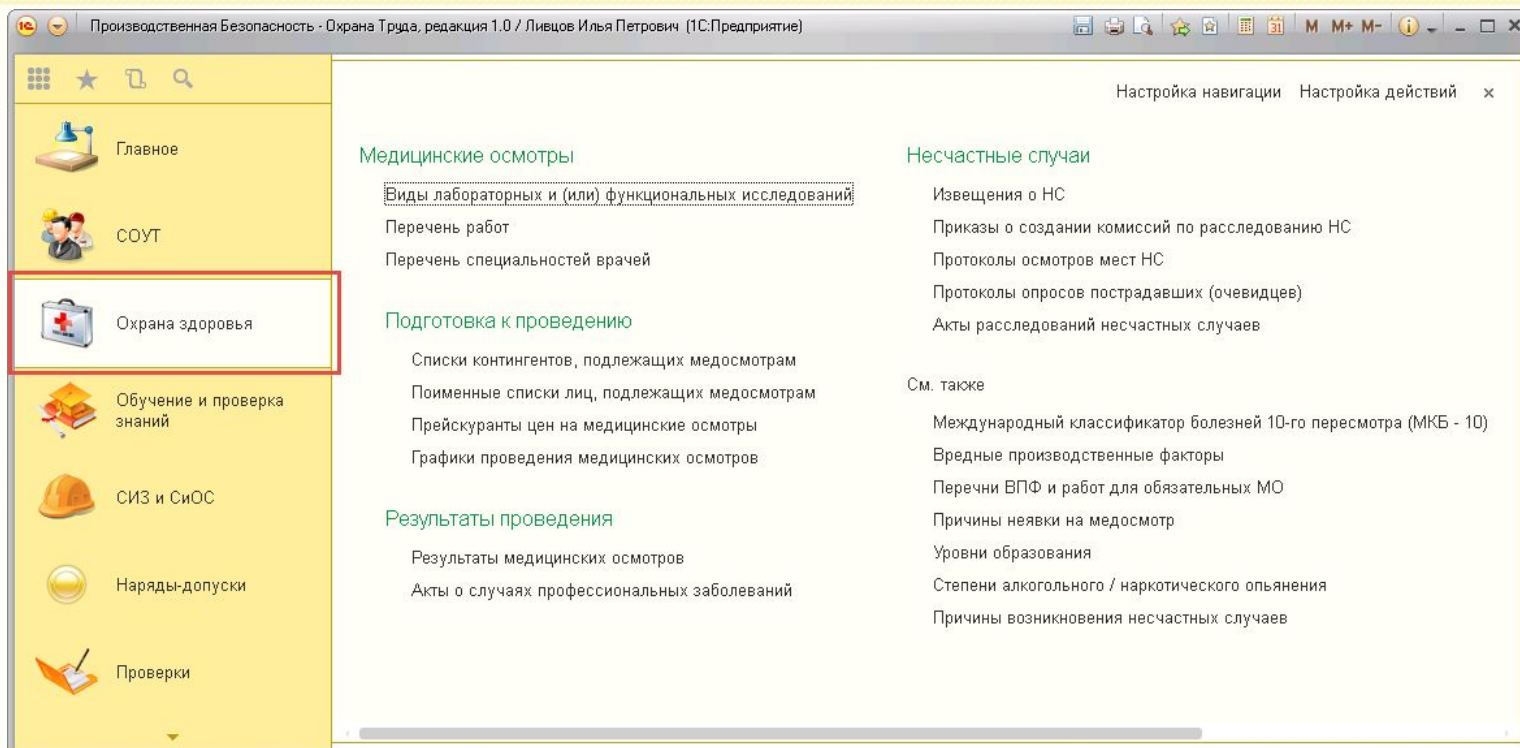 Производственная Безопасность - Охрана Труда, редакция 1.0 / Ливцов Илья Петрович (1С:Предприятие)
31 M M+ M-
Настройка навигации Настройка действий
Главное
СОУТ
Охрана здоровья
Обучение и проверка
знаний
СИЗ и СиОС
Наряды-допуски
Проверки
Медицинские осмотры
Виды лабораторных и (или) функциональных исследований
Перечень работ
Перечень специальностей врачей
Подготовка к проведению
Списки контингентов, подлежащих медосмотрам
Поименные списки лиц, подлежащих медосмотрам
Прейскуранты цен на медицинские осмотры
Графики проведения медицинских осмотров
Результаты проведения
Результаты медицинских осмотров
Акты о случаях профессиональных заболеваний
Несчастные случаи
Извещения о НС
Приказы о создании комиссий по расследованию НС
Протоколы осмотров мест НС
Протоколы опросов пострадавших (очевидцев)
Акты расследований несчастных случаев
См. также
Международный классификатор болезней 10-го пересмотра (МКБ - 10)
Вредные производственные факторы
Перечни ВПФ и работ для обязательных МО
Причины неявки на медосмотр
Уровни образования
Степени алкогольного / наркотического опьянения
Причины возникновения несчастных случаев